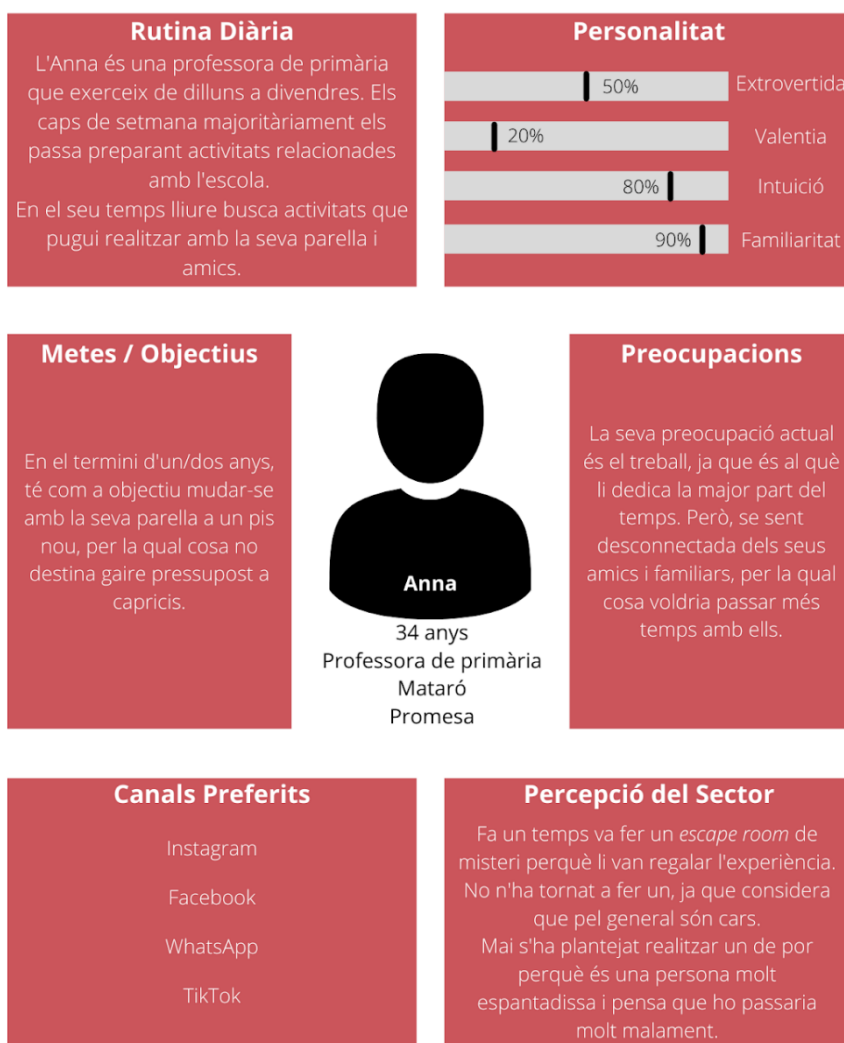 Rutina Diària
L'Anna és una professora de primària
que exerceix de dilluns a divendres. Els
caps de setmana majoritàriament els
passa preparant activitats relacionades
amb l'escola.
En el seu temps lliure busca activitats que
pugui realitzar amb la seva parella i
amics.
Personalitat
50% Extrovertida
20% Valentia
80% Intuició
90% Familiaritat
Metes / Objectius
En el termini d'un/dos anys,
té com a objectiu mudar-se
amb la seva parella a un pis
nou, per la qual cosa no
destina gaire pressupost a
capricis.
Anna
34 anys
Professora de primària
Mataró
Promesa
Preocupacions
La seva preocupació actual
és el treball, ja que és al què
li dedica la major part del
temps. Però, se sent
desconnectada dels seus
amics i familiars, per la qual
cosa voldria passar més
temps amb ells.
Canals Preferits
Instagram
Facebook
WhatsApp
TikTok
Percepció del Sector
Fa un temps va fer un escape room de
misteri perquè li van regalar l'experiència.
No n'ha tornat a fer un, ja que considera
que pel general són cars.
Mai s'ha plantejat realitzar un de por
perquè és una persona molt
espantadissa i pensa que ho passaria
molt malament.